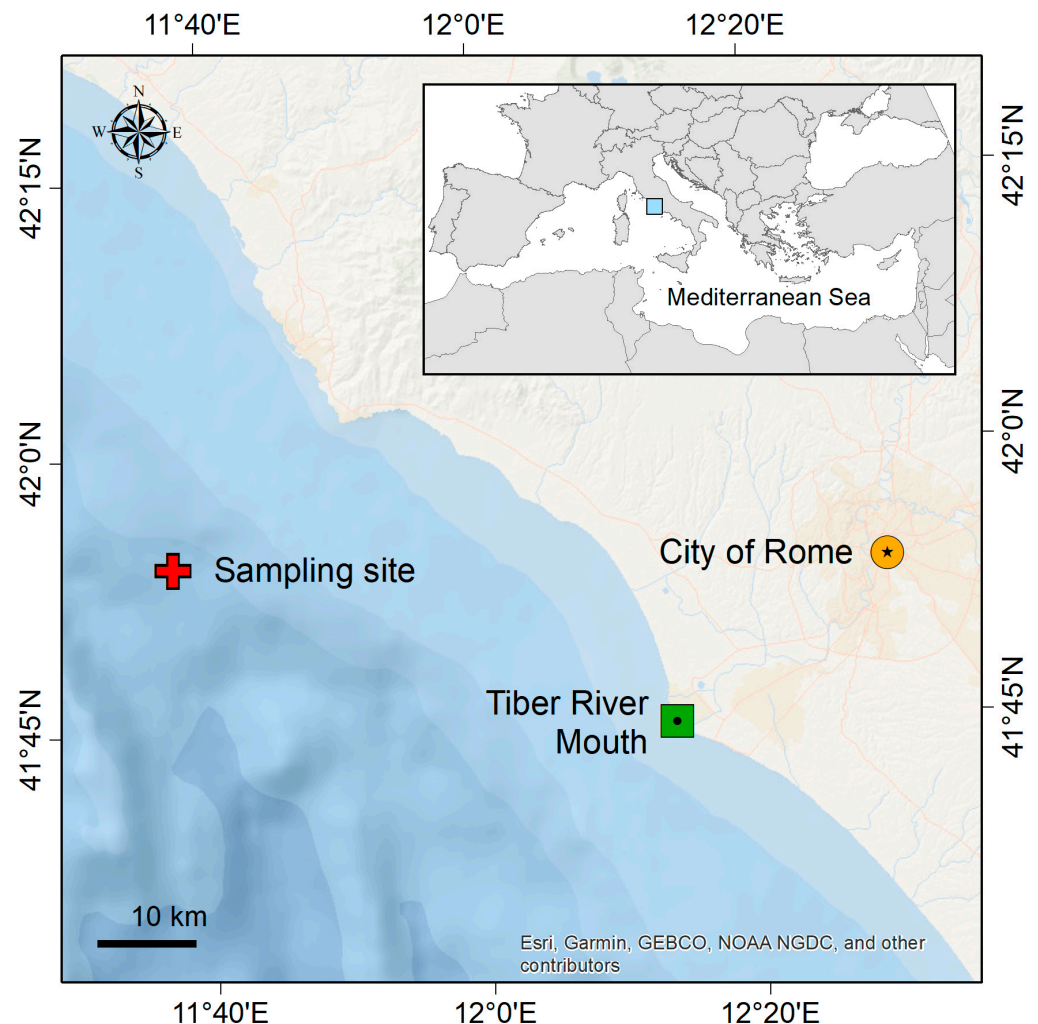 11°40'E
12°0'E
12°20'E
N
W
E
S
42°15'N
42°15'N
Mediterranean Sea
42°0'N
42°0'N
City of Rome
Sampling site
Tiber River
Mouth
41°45'N
41°45'N
10 km
Esri, Garmin, GEBCO, NOAA NGDC, and other
contributors
11°40'E
12°0'E
12°20'E